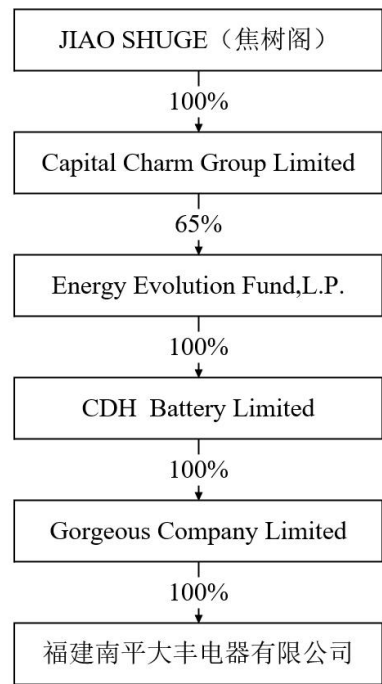 JIAO SHUGE（焦树阁）
100%
Capital Charm Group Limited
65%
Energy Evolution Fund,L.P.
100%
CDH Battery Limited
100%
Gorgeous Company Limited
100%
福建南平大丰电器有限公司